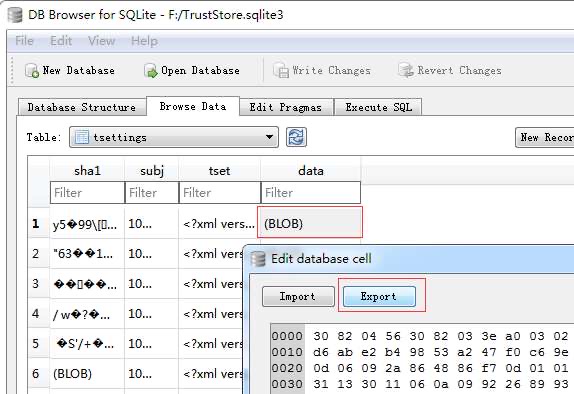 DB Browser for SQLite - F:/TrustStore.sqlite3
File Edit View Help
New Database Open Database Write Changes Revert Changes
Database Structure Browse Data Edit Pragmas Execute SQL
Table: tsettings New Recor
sha1 subj tset data
Filter Filter Filter Filter
1 y5�99\[▯... 10... <?xml vers... (BLOB)
2 "63��1... 10... <?xml vers
3 ��▯�... 10... <?xml vers
4 / w�?�... 10... <?xml vers
5 �S'/+�... 10... <?xml vers
6 (BLOB) 10... <?xml vers
Edit database cell
Import Export
0000 30 82 04 56 30 82 03 3e a0 03 02
0010 d6 ab e2 b4 98 53 a2 47 f0 c6 9e
0020 0d 06 09 2a 86 48 86 f7 0d 01 01
0030 31 13 30 11 06 0a 09 92 26 89 93